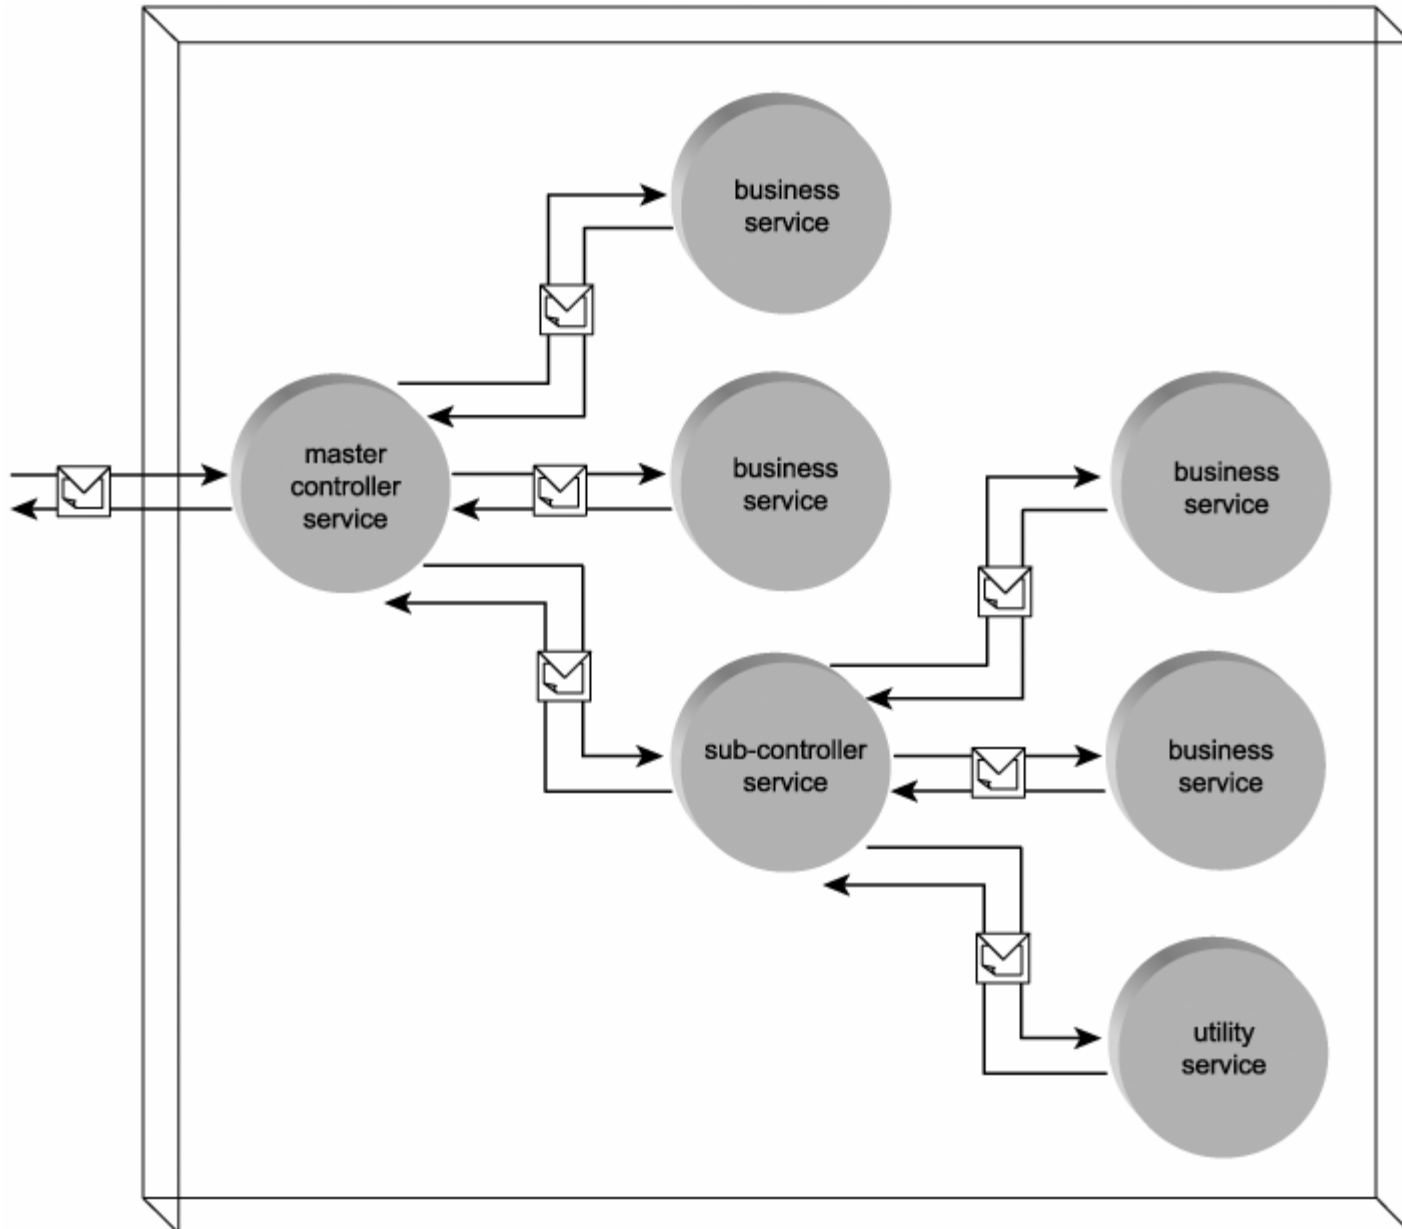 business
service
master
controller
service
business
service
business
service
sub-controller
service
business
service
utility
service